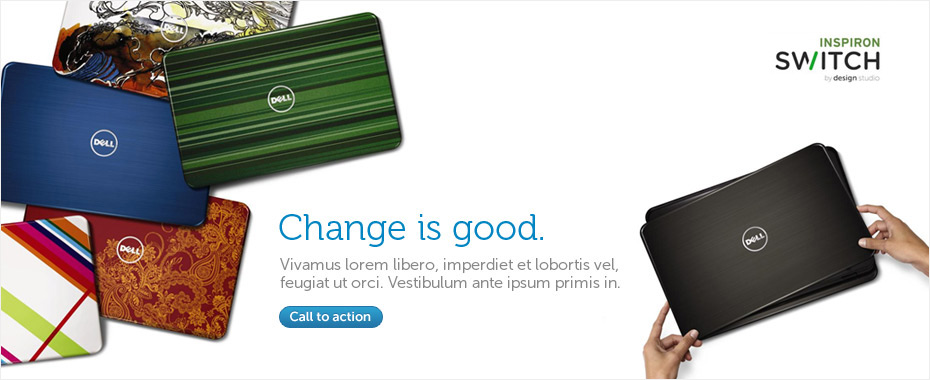 DELL
DELL
DELL
DELL
INSPIRON
SWITCH
by design studio
Change is good.
Vivamus lorem libero, imperdiet et lobortis vel,
feugiat ut orci. Vestibulum ante ipsum primis in.
Call to action
DELL